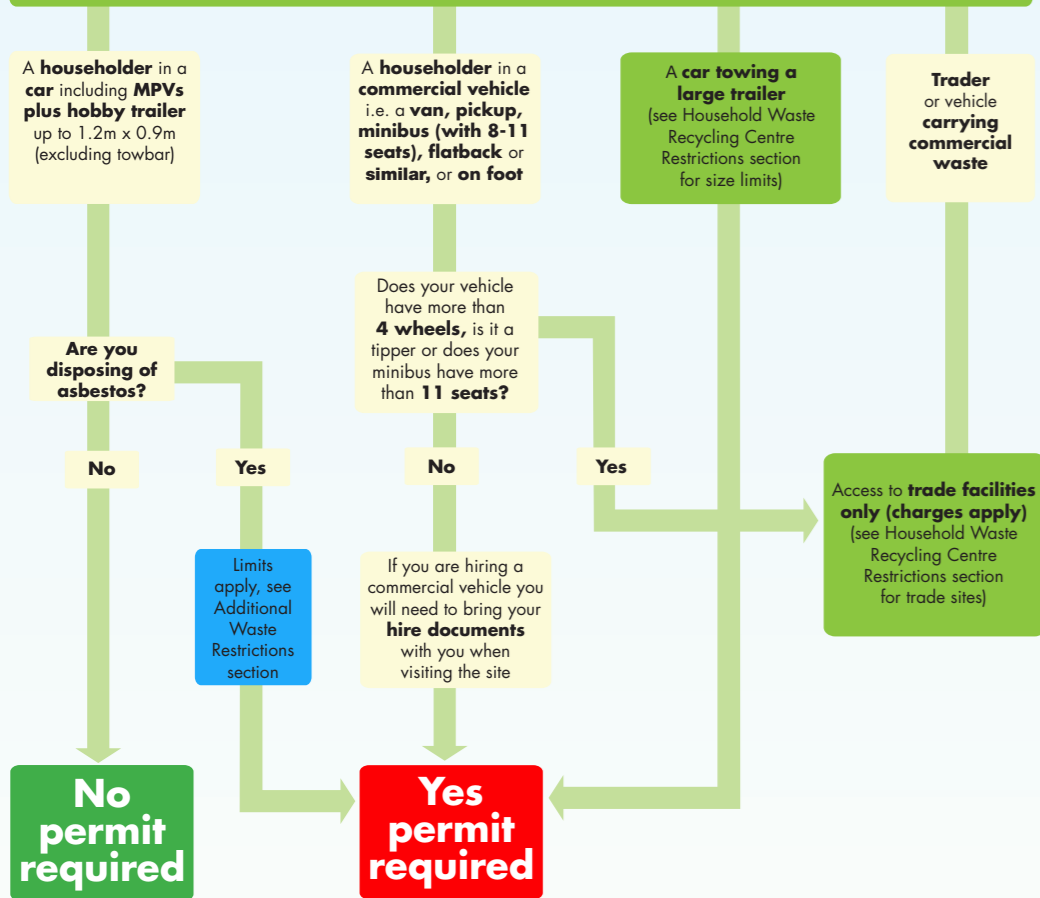 A householder in a
car including MPVs
plus hobby trailer
up to 1.2m x 0.9m
(excluding towbar)
A householder in a
commercial vehicle
i.e. a van, pickup,
minibus (with 8-11
seats), flatback or
similar, or on foot
A car towing a
large trailer
(see Household Waste
Recycling Centre
Restrictions section
for size limits)
Trader
or vehicle
carrying
commercial
waste
Does your vehicle
have more than
4 wheels, is it a
tipper or does your
minibus have more
than 11 seats?
Are you
disposing of
asbestos?
No
Yes
No
Yes
Access to trade facilities
only (charges apply)
(see Household Waste
Recycling Centre
Restrictions section
for trade sites)
Limits
apply, see
Additional
Waste
Restrictions
section
If you are hiring a
commercial vehicle you
will need to bring your
hire documents
with you when
visiting the site
No
permit
required
Yes
permit
required